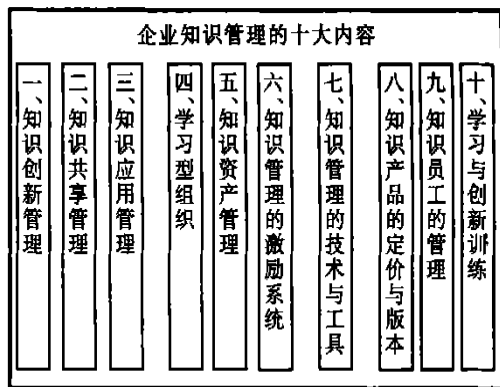 企业知识管理的十大内容
一、知识创新管理
二、知识共享管理
三、知识应用管理
四、学习型组织
五、知识资产管理
六、知识管理的激励系统
七、知识管理的技术与工具
八、知识产品的定价与版本
九、知识员工的管理
十、学习与创新训练